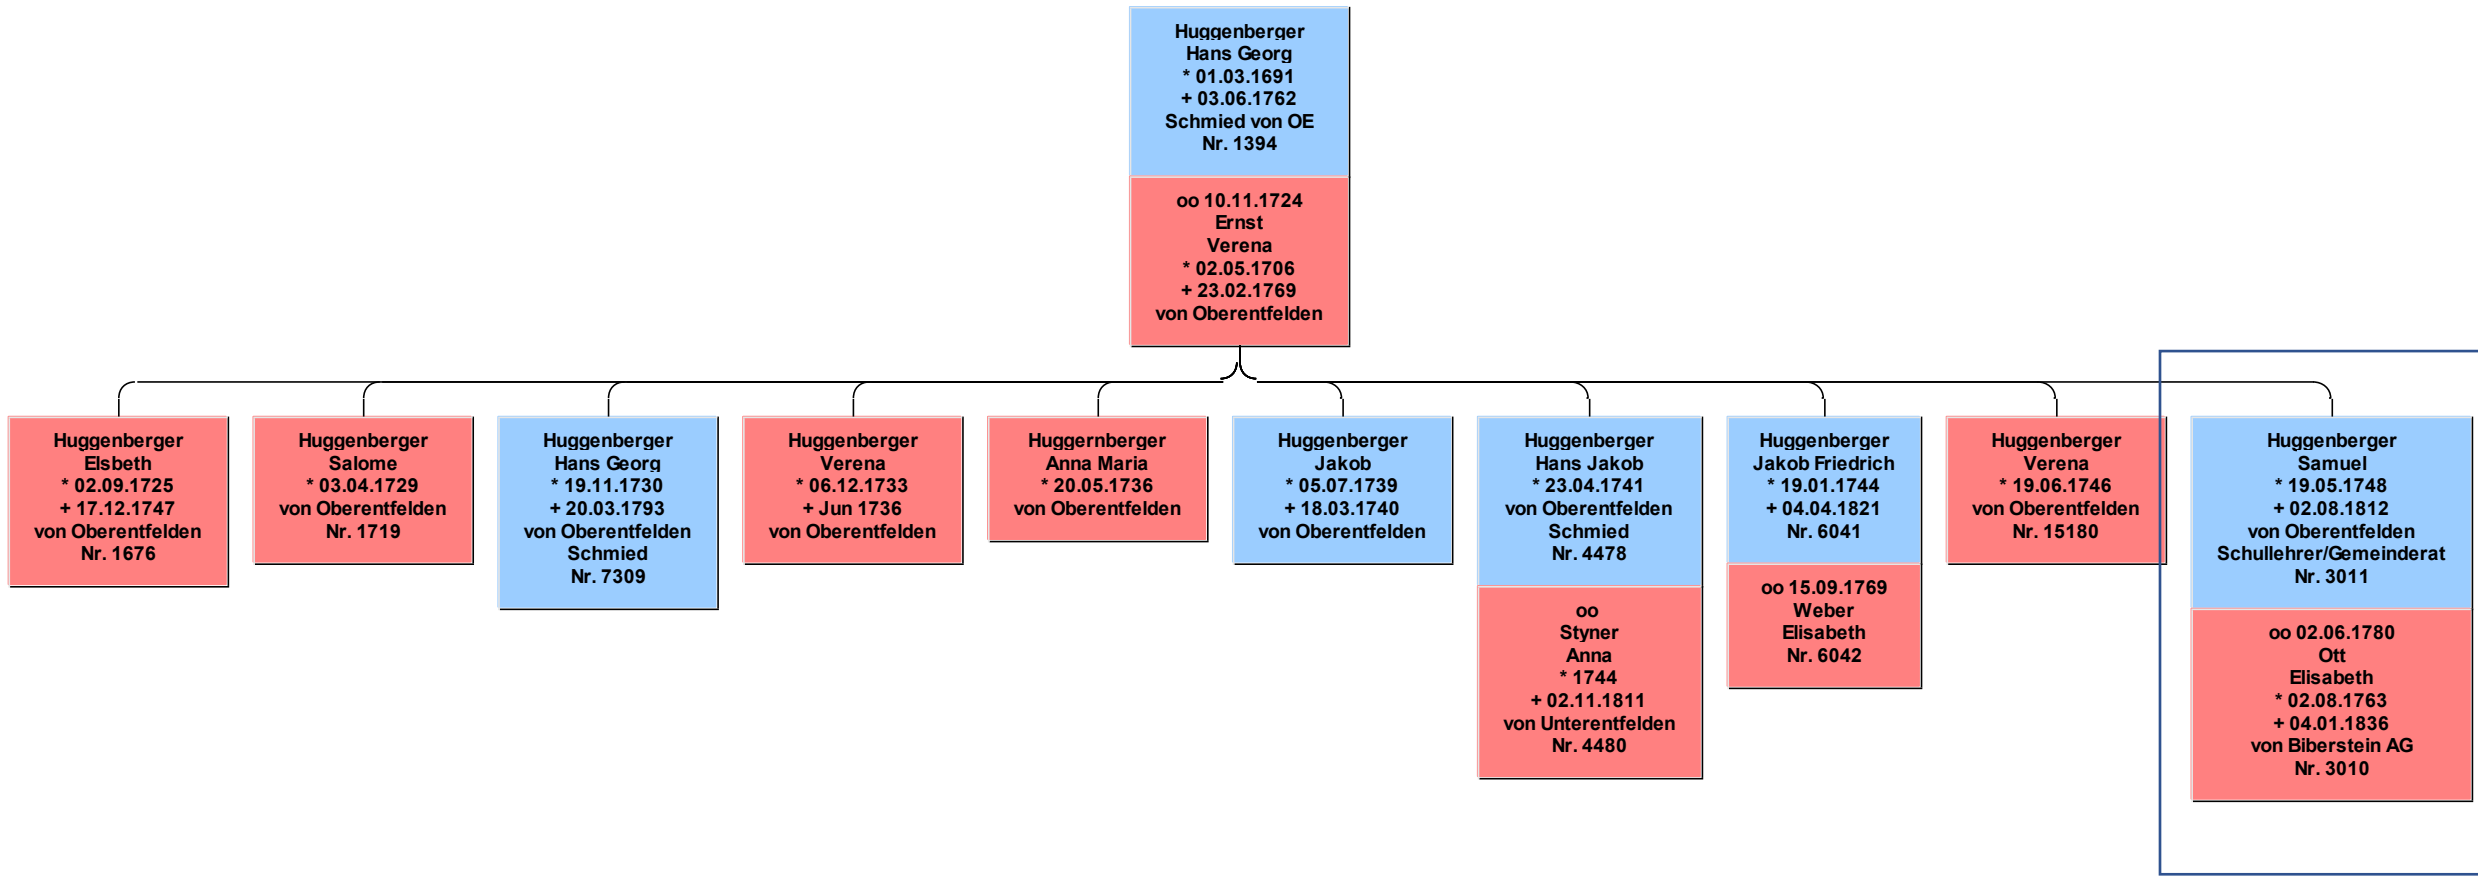 Huggenberger
Hans Georg
* 01.03.1691
+ 03.06.1762
Schmied von OE
Nr. 1394
oo 10.11.1724
Ernst
Verena
* 02.05.1706
+ 23.02.1769
von Oberentfelden
Huggenberger
Elsbeth
* 02.09.1725
+ 17.12.1747
von Oberentfelden
Nr. 1676
Huggenberger
Salome
* 03.04.1729
von Oberentfelden
Nr. 1719
Huggenberger
Hans Georg
* 19.11.1730
+ 20.03.1793
von Oberentfelden
Schmied
Nr. 7309
Huggenberger
Verena
* 06.12.1733
+ Jun 1736
von Oberentfelden
Huggernberger
Anna Maria
* 20.05.1736
von Oberentfelden
Huggenberger
Jakob
* 05.07.1739
+ 18.03.1740
von Oberentfelden
Huggenberger
Hans Jakob
* 23.04.1741
von Oberentfelden
Schmied
Nr. 4478
oo
Styner
Anna
* 1744
+ 02.11.1811
von Unterentfelden
Nr. 4480
Huggenberger
Jakob Friedrich
* 19.01.1744
+ 04.04.1821
Nr. 6041
oo 15.09.1769
Weber
Elisabeth
Nr. 6042
Huggenberger
Verena
* 19.06.1746
von Oberentfelden
Nr. 15180
Huggenberger
Samuel
* 19.05.1748
+ 02.08.1812
von Oberentfelden
Schullehrer/Gemeinderat
Nr. 3011
oo 02.06.1780
Ott
Elisabeth
* 02.08.1763
+ 04.01.1836
von Biberstein AG
Nr. 3010